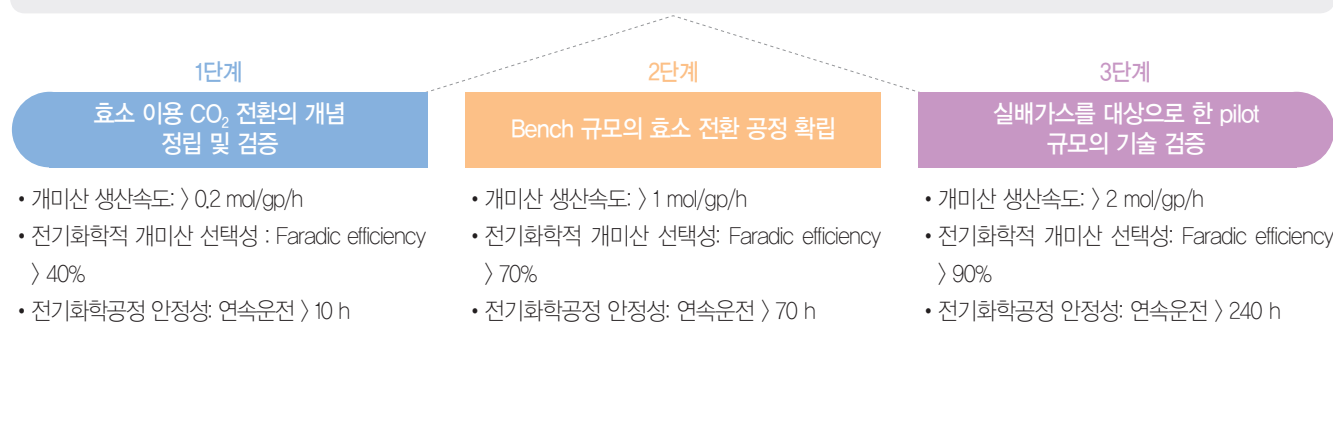 1단계
효소 이용 CO₂ 전환의 개념
정립 및 검증
• 개미산 생산속도: 〉0.2 mol/gp/h
• 전기화학적 개미산 선택성 : Faradic efficiency
〉40%
• 전기화학공정 안정성: 연속운전 〉10 h
2단계
Bench 규모의 효소 전환 공정 확립
• 개미산 생산속도: 〉1 mol/gp/h
• 전기화학적 개미산 선택성: Faradic efficiency
〉70%
• 전기화학공정 안정성: 연속운전 〉70 h
3단계
실배가스를 대상으로 한 pilot
규모의 기술 검증
• 개미산 생산속도: 〉2 mol/gp/h
• 전기화학적 개미산 선택성: Faradic efficiency
〉90%
• 전기화학공정 안정성: 연속운전 〉240 h